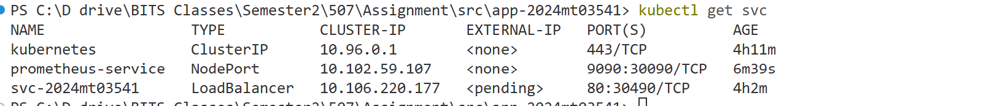 PS C:\D drive\BITS Classes\Semester2\507\Assignment\src\app-2024mt03541> kubectl get svc
NAME TYPE CLUSTER-IP EXTERNAL-IP PORT(S) AGE
kubernetes ClusterIP 10.96.0.1 <none> 443/TCP 4h11m
prometheus-service NodePort 10.102.59.107 <none> 9090:30090/TCP 6m39s
svc-2024mt03541 LoadBalancer 10.106.220.177 <pending> 80:30490/TCP 4h2m
PS C:\D drive\BITS Classes\Semester2\507\Assignment\src\app-2024mt03541>